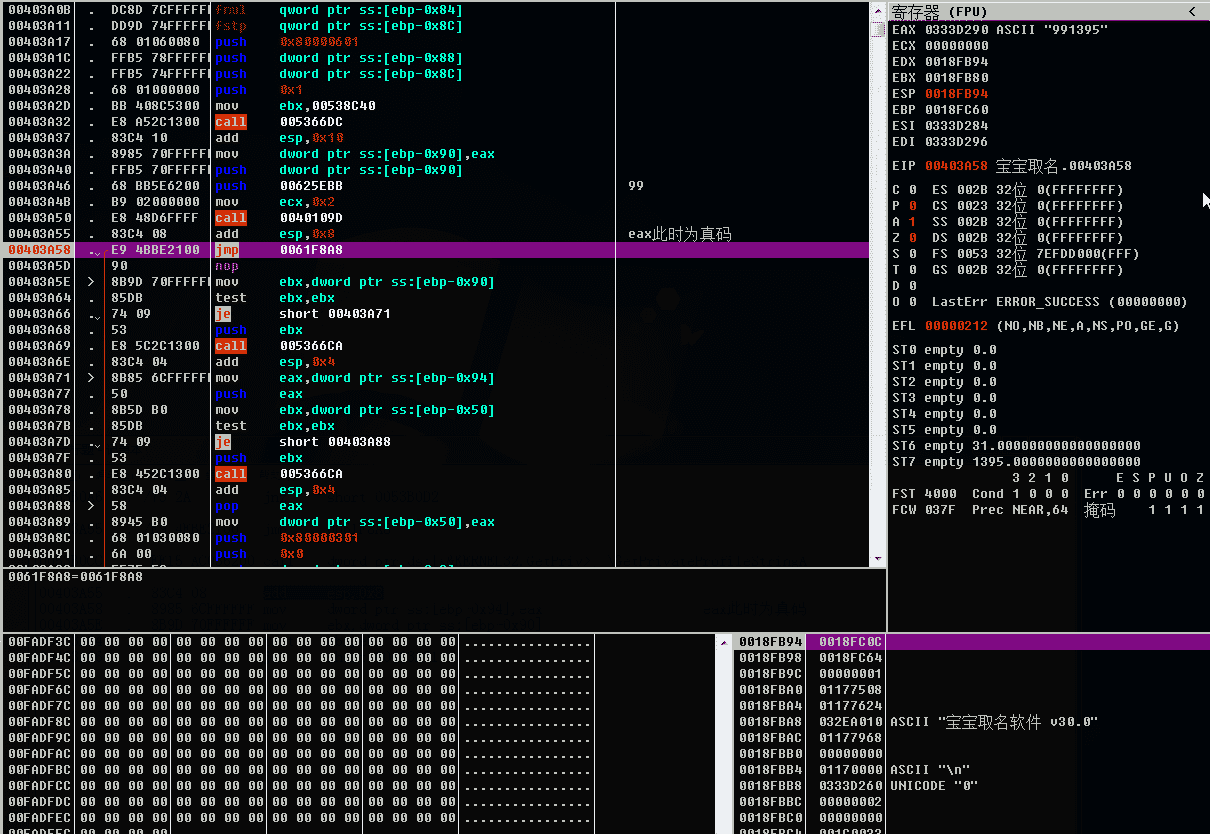 00403A0B . DC8D 7CFFFFFF fmul qword ptr ss:[ebp-0x84]
00403A11 . DD9D 74FFFFFF fstp qword ptr ss:[ebp-0x8C]
00403A17 . 68 01060080 push 0x80000601
00403A1C . FFB5 78FFFFFF push dword ptr ss:[ebp-0x88]
00403A22 . FFB5 74FFFFFF push dword ptr ss:[ebp-0x8C]
00403A28 . 68 01000000 push 0x1
00403A2D . BB 408C5300 mov ebx,00538C40
00403A32 . E8 A52C1300 call 005366DC
00403A37 . 83C4 10 add esp,0x10
00403A3A . 8985 70FFFFFF mov dword ptr ss:[ebp-0x90],eax
00403A40 . FFB5 70FFFFFF push dword ptr ss:[ebp-0x90]
00403A46 . 68 BB5E6200 push 00625EBB 99
00403A4B . B9 02000000 mov ecx,0x2
00403A50 . E8 48D6FFFF call 0040109D
00403A55 . 83C4 08 add esp,0x8 eax此时为真码
00403A58 . E9 4BBE2100 jmp 0061F8A8
00403A5D 90 nop
00403A5E > 8B9D 70FFFFFF mov ebx,dword ptr ss:[ebp-0x90]
00403A64 . 85DB test ebx,ebx
00403A66 . 74 09 je short 00403A71
00403A68 . 53 push ebx
00403A69 . E8 5C2C1300 call 005366CA
00403A6E . 83C4 04 add esp,0x4
00403A71 > 8B85 6CFFFFFF mov eax,dword ptr ss:[ebp-0x94]
00403A77 . 50 push eax
00403A78 . 8B5D B0 mov ebx,dword ptr ss:[ebp-0x50]
00403A7B . 85DB test ebx,ebx
00403A7D . 74 09 je short 00403A88
00403A7F . 53 push ebx
00403A80 . E8 452C1300 call 005366CA
00403A85 . 83C4 04 add esp,0x4
00403A88 > 58 pop eax
00403A89 . 8945 B0 mov dword ptr ss:[ebp-0x50],eax
00403A8C . 68 01030080 push 0x80000301
00403A91 . 6A 00 push 0x0
0061F8A8=0061F8A8
寄存器 (FPU) <
EAX 0333D290 ASCII "991395"
ECX 00000000
EDX 0018FB94
EBX 0018FB80
ESP 0018FB94
EBP 0018FC60
ESI 0333D284
EDI 0333D296
EIP 00403A58 宝宝取名.00403A58
C 0 ES 002B 32位 0(FFFFFFFF)
P 0 CS 0023 32位 0(FFFFFFFF)
A 1 SS 002B 32位 0(FFFFFFFF)
Z 0 DS 002B 32位 0(FFFFFFFF)
S 0 FS 0053 32位 7EFDD000(FFF)
T 0 GS 002B 32位 0(FFFFFFFF)
D 0
O 0 LastErr ERROR_SUCCESS (00000000)
EFL 00000212 (NO,NB,NE,A,NS,PO,GE,G)
ST0 empty 0.0
ST1 empty 0.0
ST2 empty 0.0
ST3 empty 0.0
ST4 empty 0.0
ST5 empty 0.0
ST6 empty 31.000000000000000000
ST7 empty 1395.0000000000000000
3 2 1 0 E S P U O Z
FST 4000 Cond 1 0 0 0 Err 0 0 0 0 0 0
FCW 037F Prec NEAR,64 掩码 1 1 1 1
00FADF3C 00 00 00 00 00 00 00 00 00 00 00 00 00 00 00 00 ................
00FADF4C 00 00 00 00 00 00 00 00 00 00 00 00 00 00 00 00 ................
00FADF5C 00 00 00 00 00 00 00 00 00 00 00 00 00 00 00 00 ................
00FADF6C 00 00 00 00 00 00 00 00 00 00 00 00 00 00 00 00 ................
00FADF7C 00 00 00 00 00 00 00 00 00 00 00 00 00 00 00 00 ................
00FADF8C 00 00 00 00 00 00 00 00 00 00 00 00 00 00 00 00 ................
00FADF9C 00 00 00 00 00 00 00 00 00 00 00 00 00 00 00 00 ................
00FADFAC 00 00 00 00 00 00 00 00 00 00 00 00 00 00 00 00 ................
00FADFBC 00 00 00 00 00 00 00 00 00 00 00 00 00 00 00 00 ................
00FADFCC 00 00 00 00 00 00 00 00 00 00 00 00 00 00 00 00 ................
00FADFDC 00 00 00 00 00 00 00 00 00 00 00 00 00 00 00 00 ................
00FADFEC 00 00 00 00 00 00 00 00 00 00 00 00 00 00 00 00 ................
0018FB94 0018FC0C
0018FB98 0018FC64
0018FB9C 00000001
0018FBA0 01177508
0018FBA4 01177624
0018FBA8 032EA010 ASCII "宝宝取名软件 v30.0"
0018FBAC 01177968
0018FBB0 00000000
0018FBB4 01170000 ASCII "\n"
0018FBB8 0333D260 UNICODE "0"
0018FBBC 00000002
0018FBC0 00000000